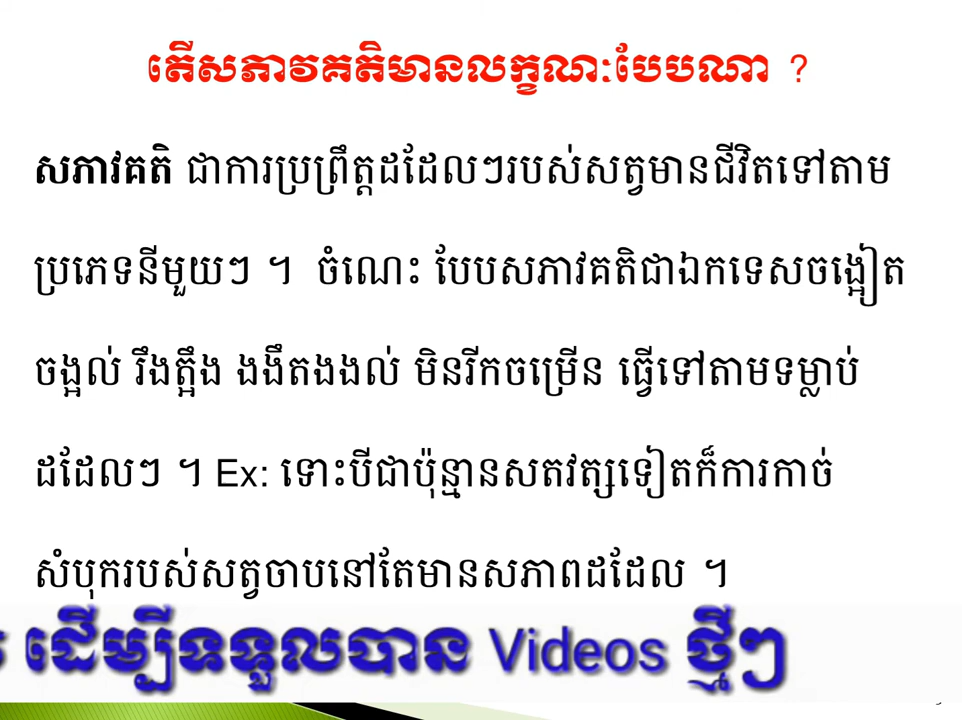 តើសភាវគតិមានលក្ខណៈបែបណា ?
សភាវគតិ ជាការប្រព្រឹត្តដដែលៗរបស់សត្វមានជីវិតទៅតាម
ប្រភេទនីមួយៗ ។ ចំណេះ បែបសភាវគតិជាឯកទេសចង្អៀត
ចង្អល់ រឹងត្អឹង ងងឹតងងល់ មិនរីកចម្រើន ធ្វើទៅតាមទម្លាប់
ដដែលៗ ។ Ex: ទោះបីជាប៉ុន្មានសតវត្សទៀតក៏ការកាច់
សំបុករបស់សត្វចាបនៅតែមានសភាពដដែល ។
ដើម្បីទទួលបាន Videos ថ្មីៗ